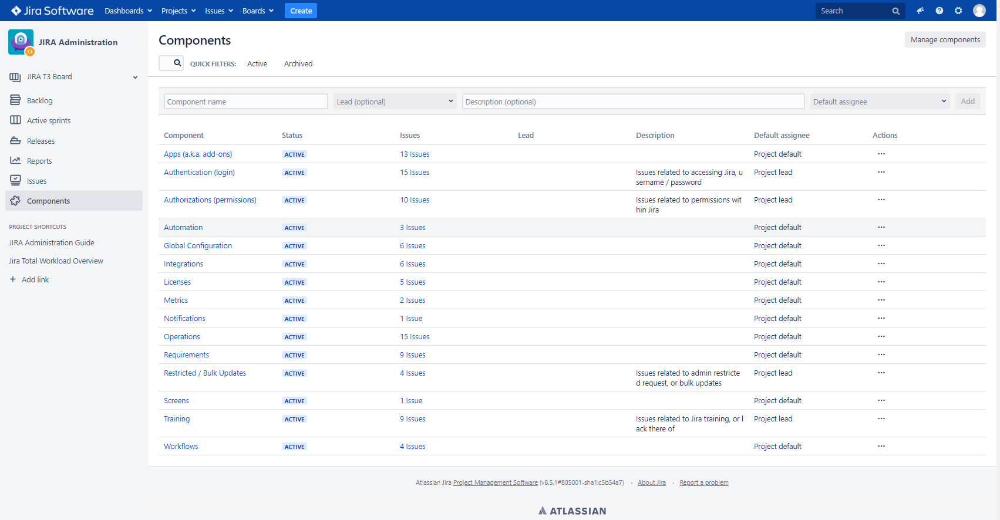 Jira Software Dashboards Projects Issues Boards Create Search
JIRA Administration
JIRA T3 Board
Backlog
Active sprints
Releases
Reports
Issues
Components
PROJECT SHORTCUTS
JIRA Administration Guide
Jira Total Workload Overview
+ Add link
Components
Manage components
QUICK FILTERS: Active Archived
Component name Lead (optional) Description (optional) Default assignee Add
Component Status Issues Lead Description Default assignee Actions
Apps (a.k.a. add-ons) ACTIVE 13 Issues Project default ···
Authentication (login) ACTIVE 15 Issues Issues related to accessing Jira, u Project lead ···
sername / password
Authorizations (permissions) ACTIVE 10 Issues Issues related to permissions wit Project lead ···
hin Jira
Automation ACTIVE 3 Issues Project default ···
Global Configuration ACTIVE 6 Issues Project default ···
Integrations ACTIVE 6 Issues Project default ···
Licenses ACTIVE 5 Issues Project default ···
Metrics ACTIVE 2 Issues Project default ···
Notifications ACTIVE 1 Issue Project default ···
Operations ACTIVE 15 Issues Project default ···
Requirements ACTIVE 9 Issues Project default ···
Restricted / Bulk Updates ACTIVE 4 Issues Issues related to admin restricte Project lead ···
d request, or bulk updates
Screens ACTIVE 1 Issue Project default ···
Training ACTIVE 9 Issues Issues related to Jira training, or l Project lead ···
ack there of
Workflows ACTIVE 4 Issues Project default ···
Atlassian Jira Project Management Software (v8.5.1#805001-sha1:c5b54a7) · About Jira · Report a problem
ATLASSIAN